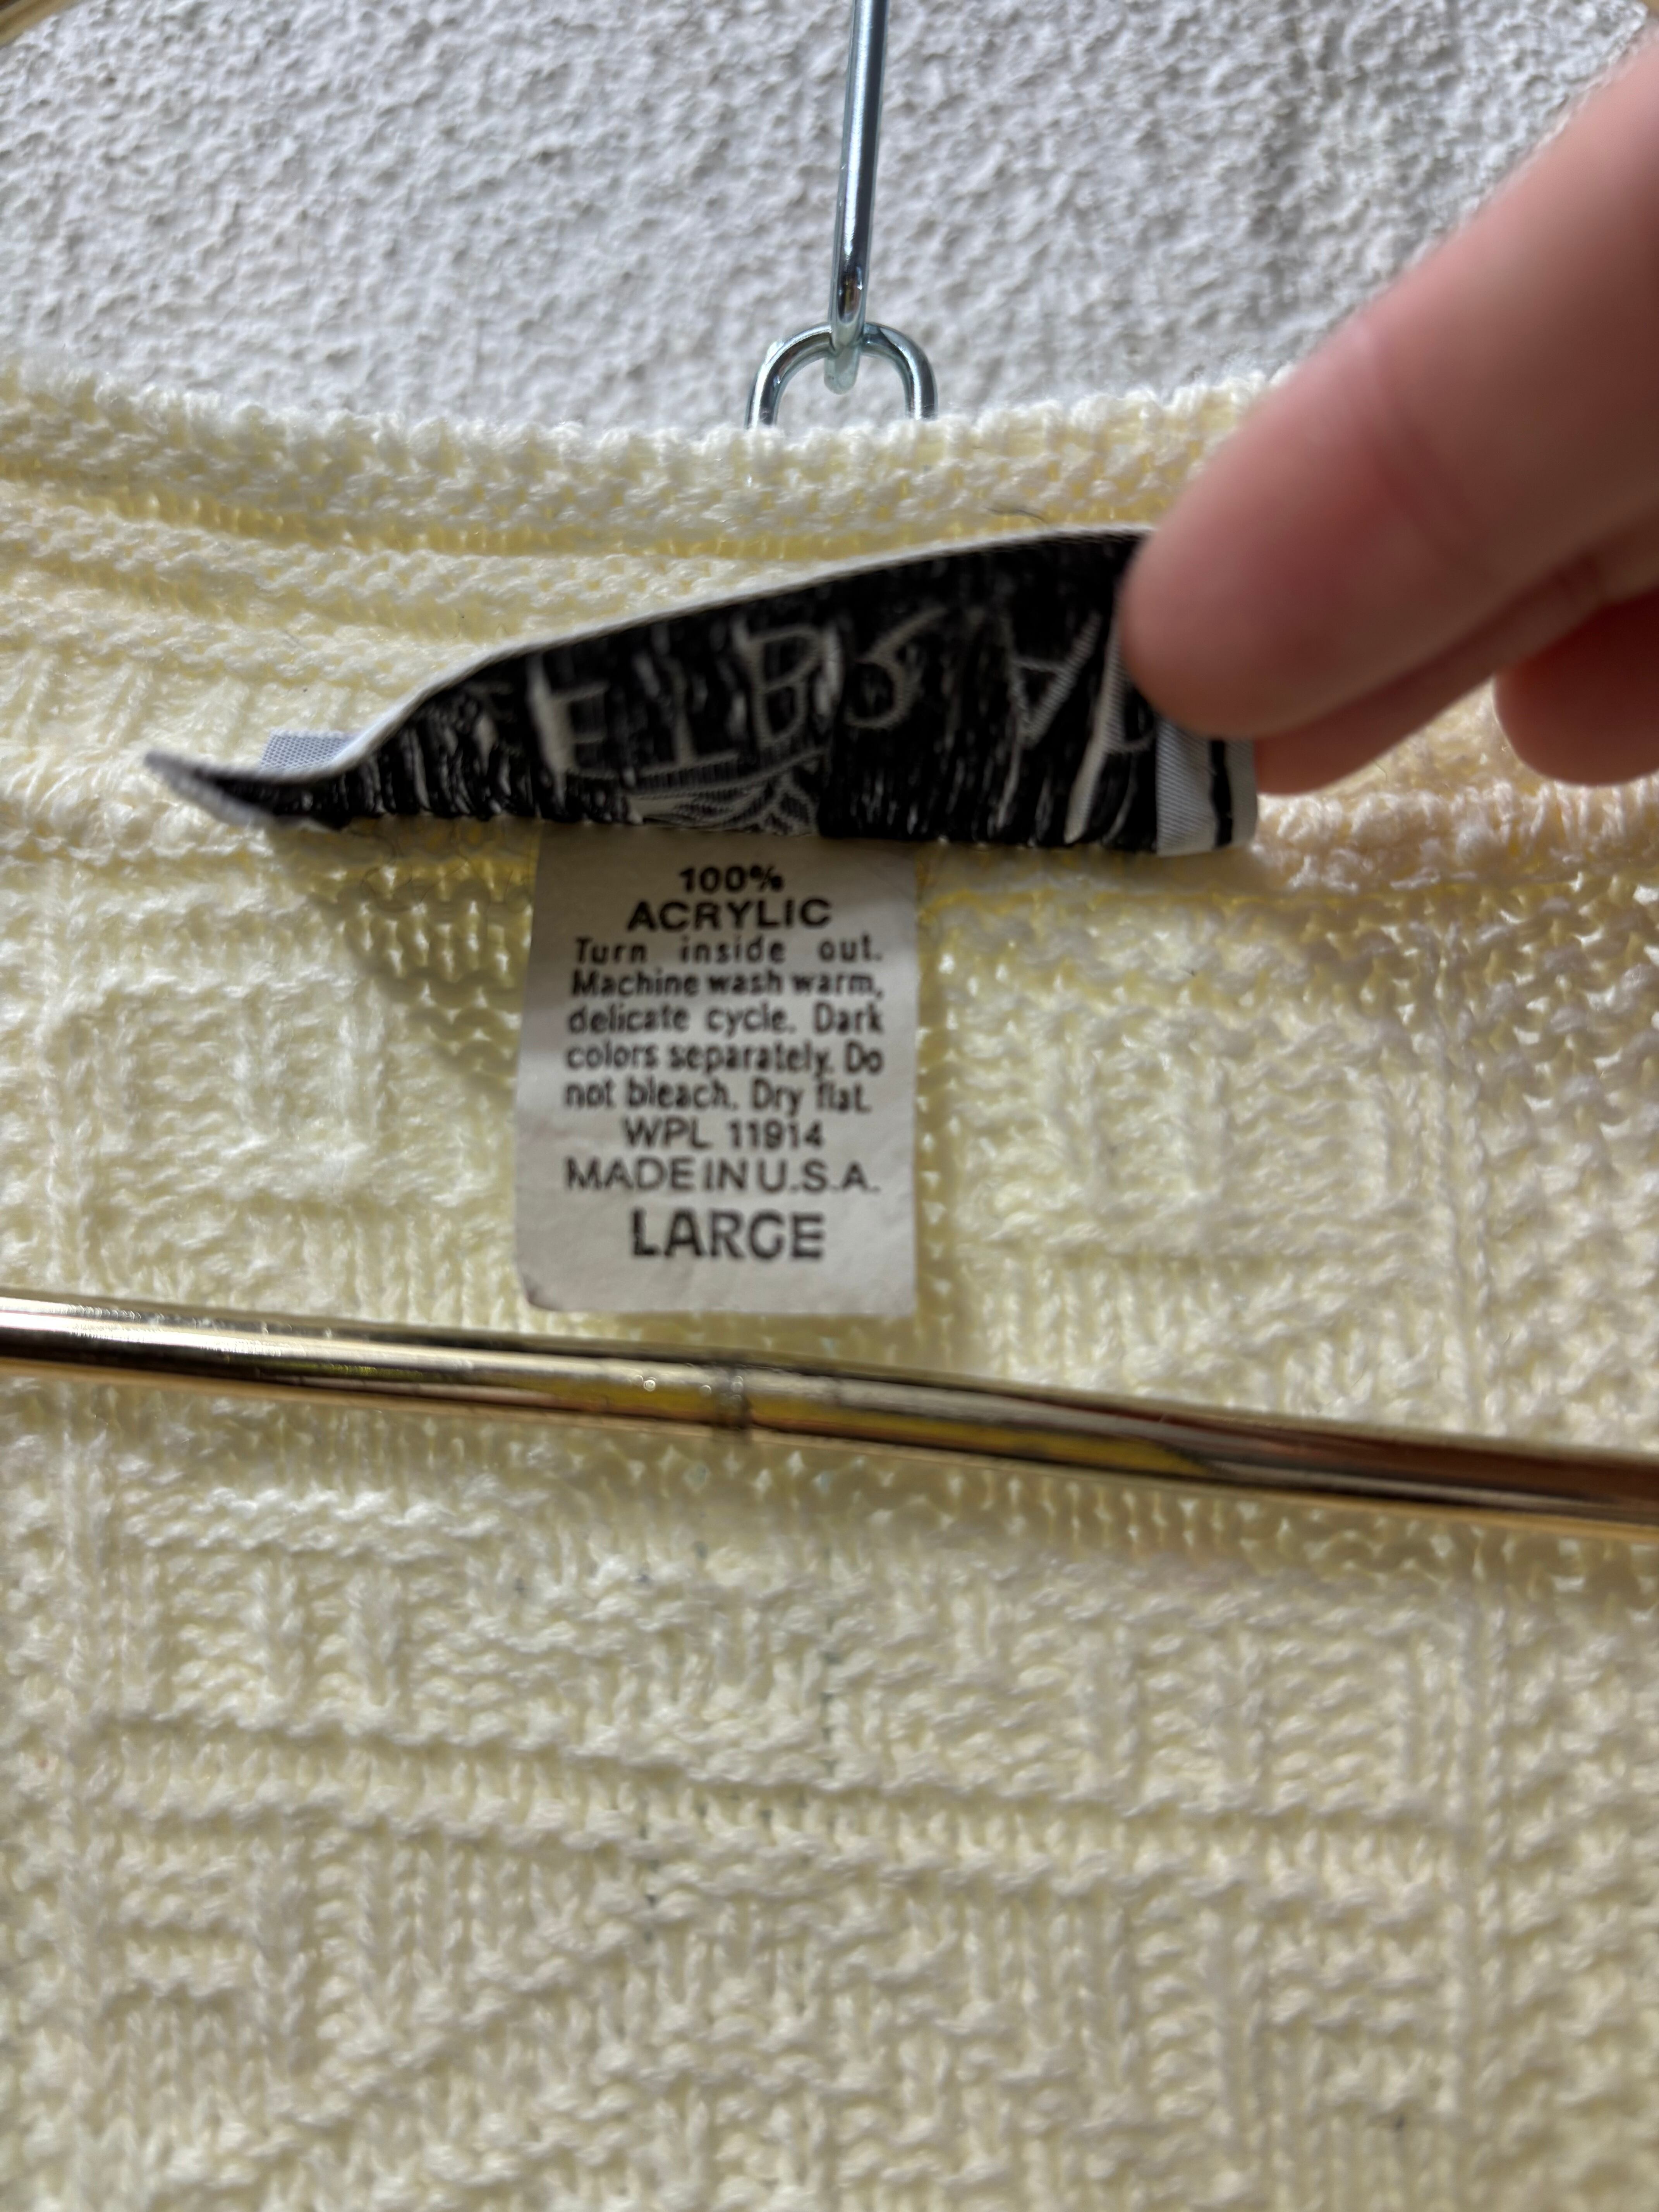 100%
ACRYLIC
Turn inside out.
Machine wash warm,
delicate cycle. Dark
colors separately. Do
not bleach. Dry flat.
WPL 11914
MADE IN U.S.A.
LARGE